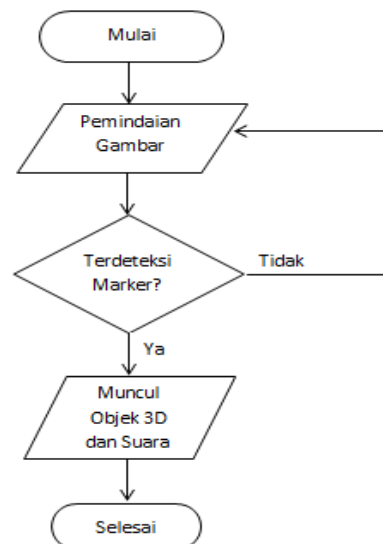 Mulai
Pemindaian
Gambar
Terdeteksi
Marker?
Tidak
Ya
Muncul
Objek 3D
dan Suara
Selesai